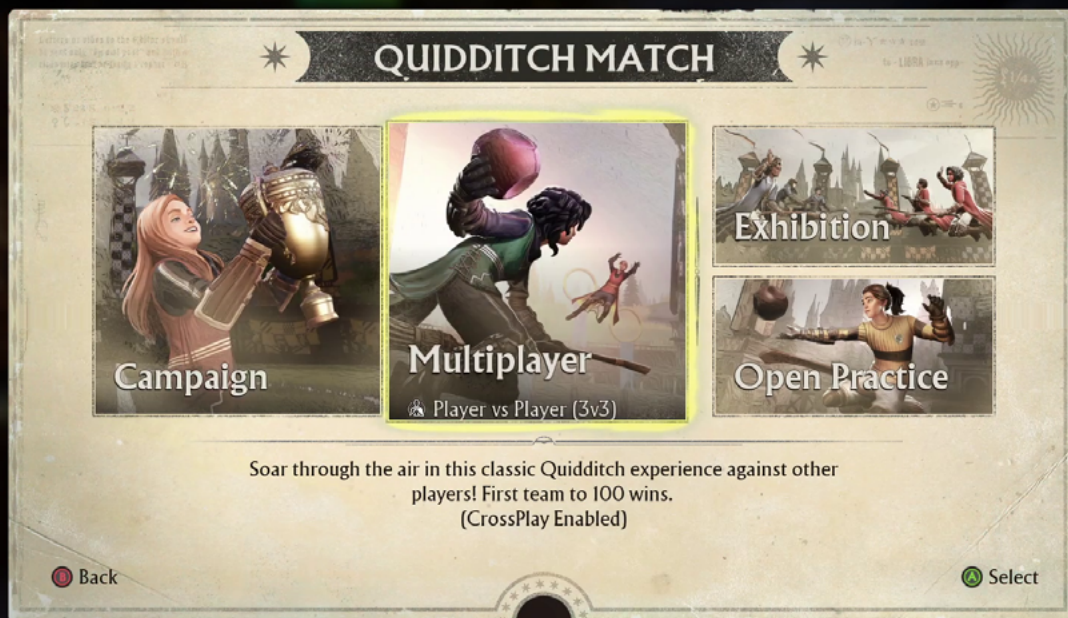 QUIDDITCH MATCH
Campaign
Multiplayer
Player vs Player (3v3)
Exhibition
Open Practice
Soar through the air in this classic Quidditch experience against other
players! First team to 100 wins.
(CrossPlay Enabled)
B Back
A Select